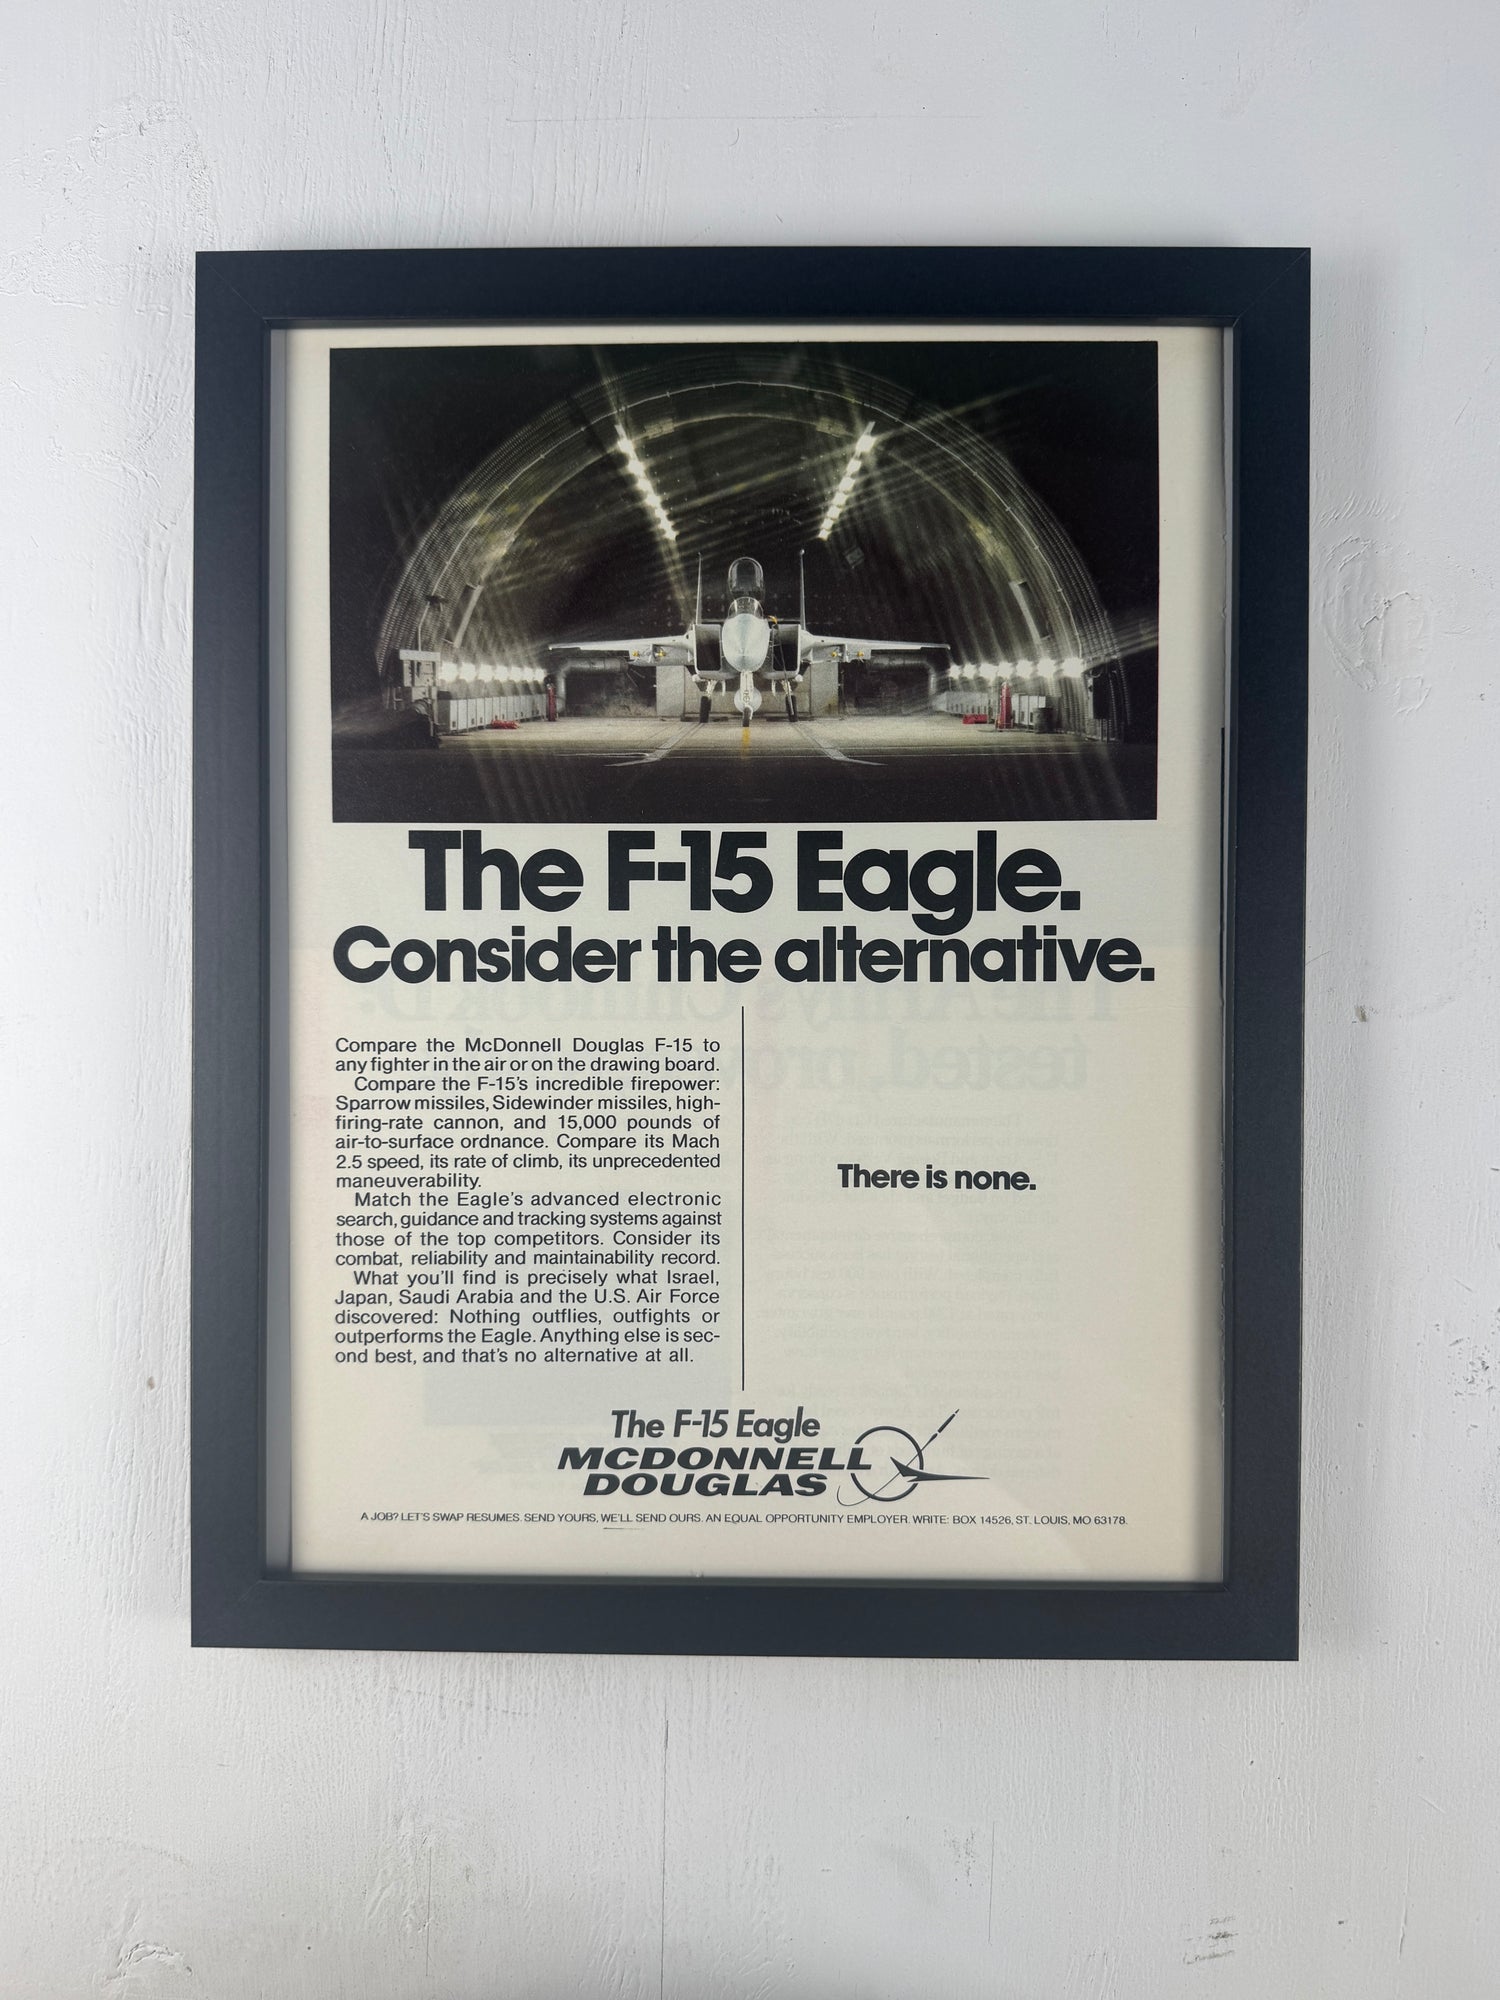 The F-15 Eagle.
Consider the alternative.
Compare the McDonnell Douglas F-15 to
any fighter in the air or on the drawing board.
Compare the F-15's incredible firepower:
Sparrow missiles, Sidewinder missiles, high-
firing-rate cannon, and 15,000 pounds of
air-to-surface ordnance. Compare its Mach
2.5 speed, its rate of climb, its unprecedented
maneuverability.
Match the Eagle's advanced electronic
search, guidance and tracking systems against
those of the top competitors. Consider its
combat, reliability and maintainability record.
What you'll find is precisely what Israel,
Japan, Saudi Arabia and the U.S. Air Force
discovered: Nothing outflies, outfights or
outperforms the Eagle. Anything else is sec-
ond best, and that's no alternative at all.
There is none.
The F-15 Eagle
MCDONNELL
DOUGLAS
A JOB? LET'S SWAP RESUMES. SEND YOURS, WE'LL SEND OURS. AN EQUAL OPPORTUNITY EMPLOYER. WRITE: BOX 14526, ST. LOUIS, MO 63178.